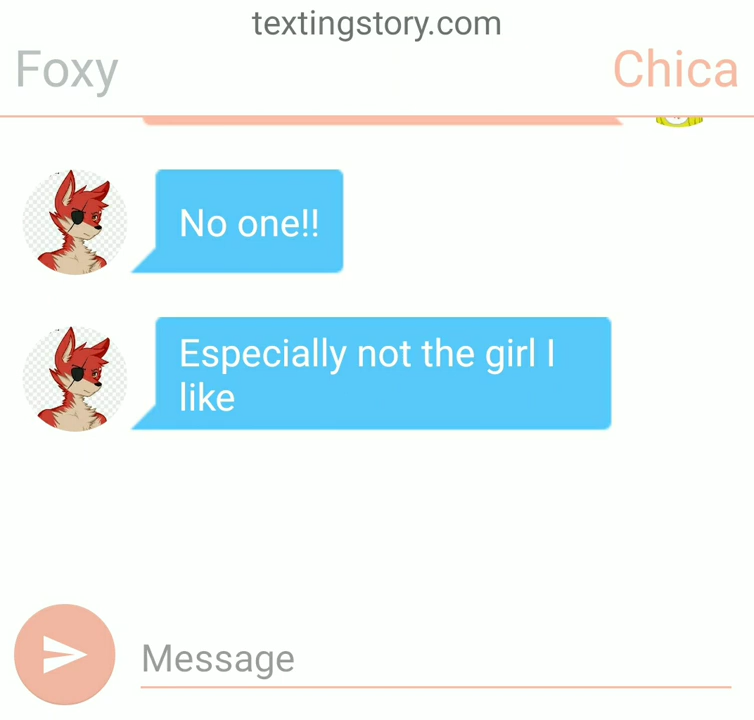 textingstory.com
Foxy
Chica
No one!!
Especially not the girl I
like
Message